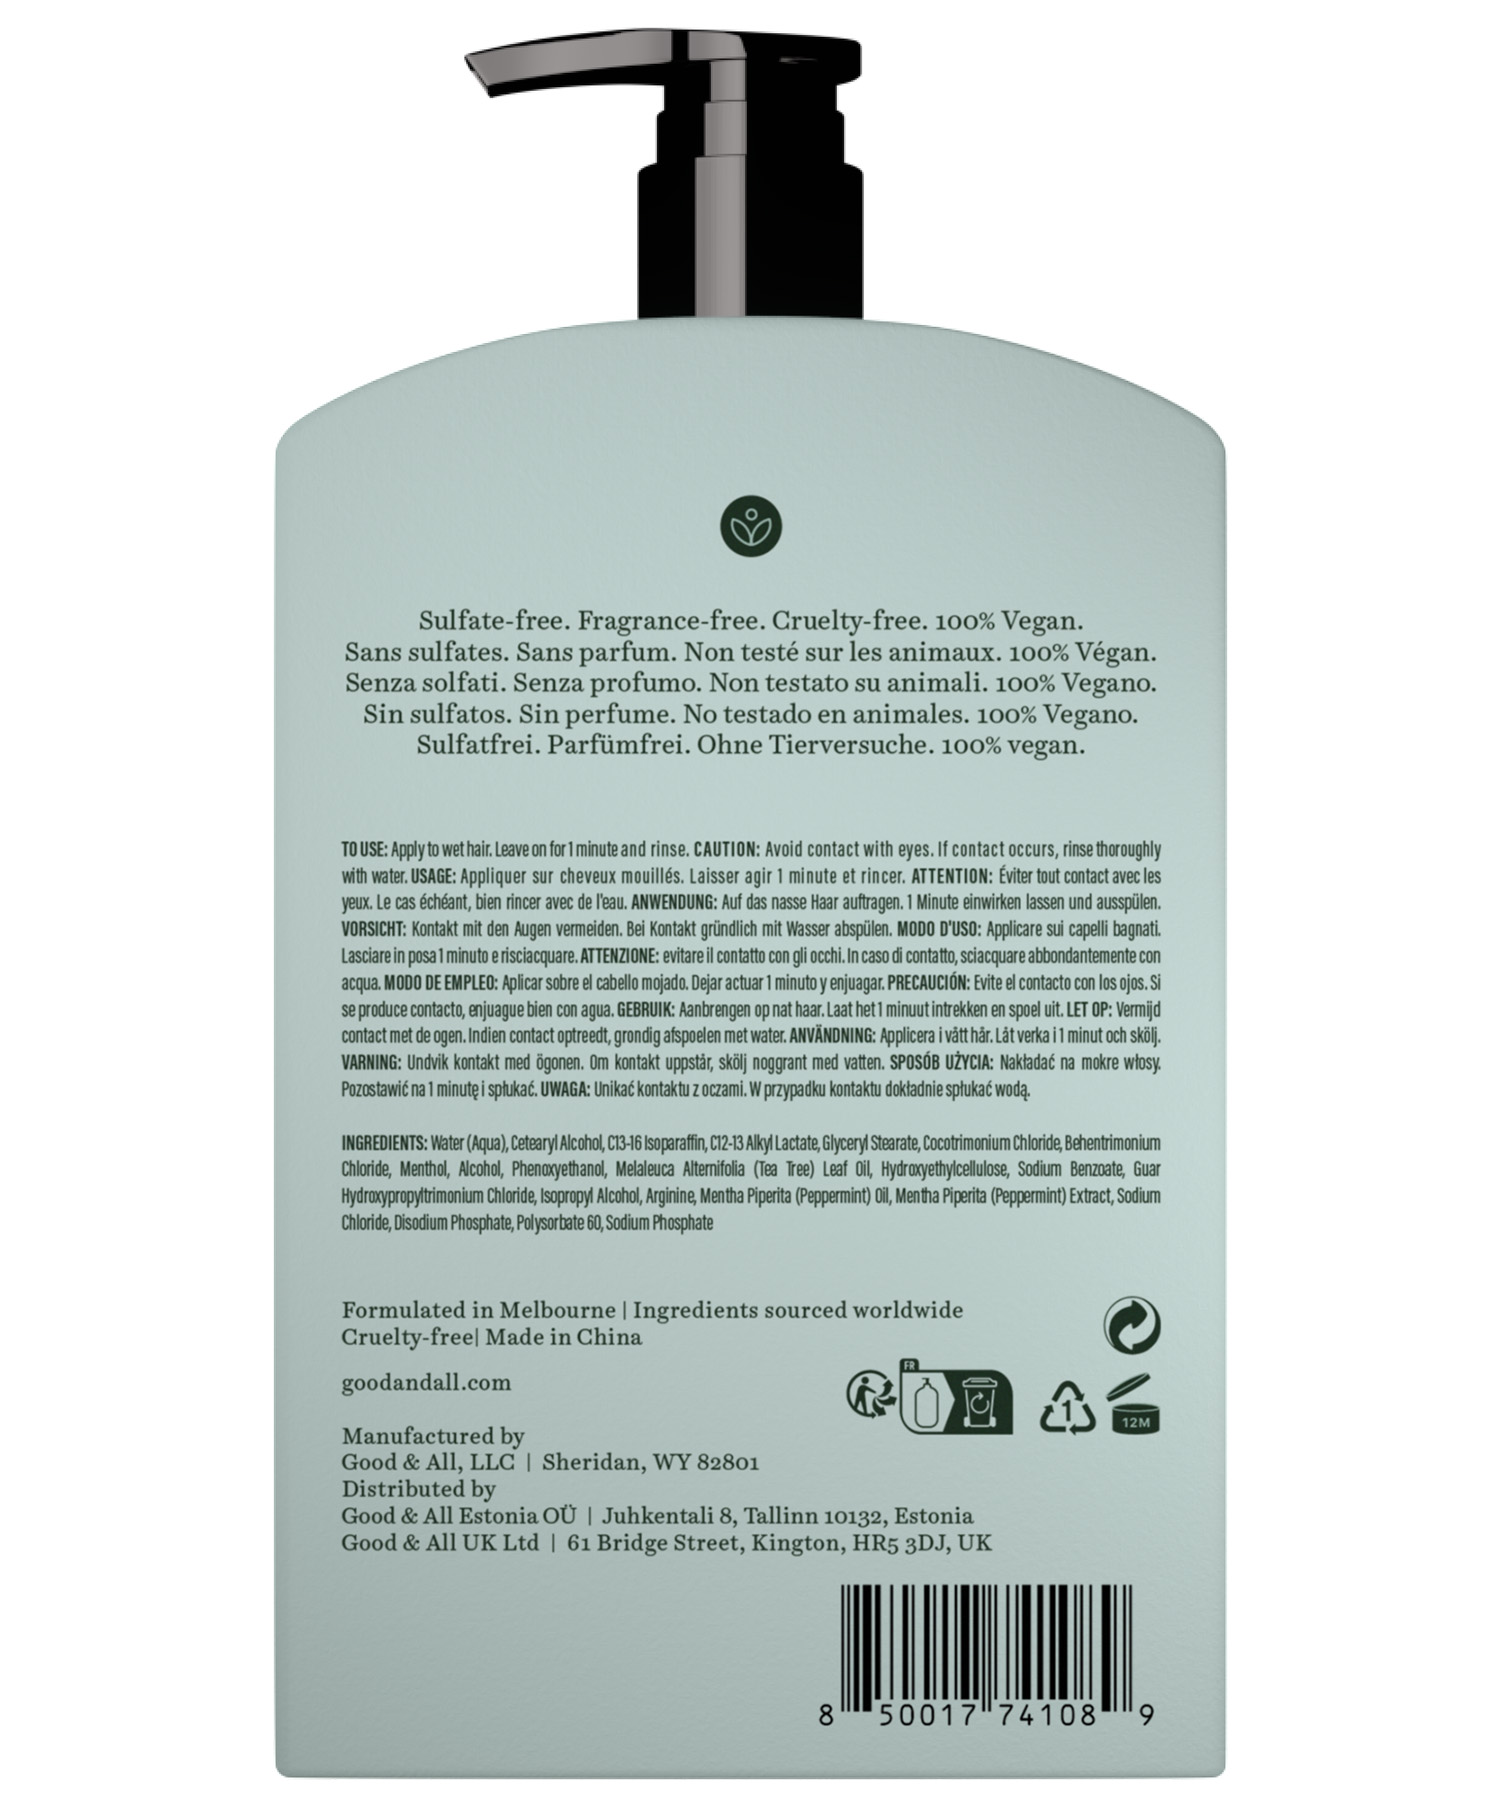 Sulfate-free. Fragrance-free. Cruelty-free. 100% Vegan.
Sans sulfates. Sans parfum. Non testé sur les animaux. 100% Végan.
Senza solfati. Senza profumo. Non testato su animali. 100% Vegano.
Sin sulfatos. Sin perfume. No testado en animales. 100% Vegano.
Sulfatfrei. Parfümfrei. Ohne Tierversuche. 100% vegan.
TO USE: Apply to wet hair. Leave on for 1 minute and rinse. CAUTION: Avoid contact with eyes. If contact occurs, rinse thoroughly
with water. USAGE: Appliquer sur cheveux mouillés. Laisser agir 1 minute et rincer. ATTENTION: Éviter tout contact avec les
yeux. Le cas échéant, bien rincer avec de l'eau. ANWENDUNG: Auf das nasse Haar auftragen. 1 Minute einwirken lassen und ausspülen.
VORSICHT: Kontakt mit den Augen vermeiden. Bei Kontakt gründlich mit Wasser abspülen. MODO D'USO: Applicare sui capelli bagnati.
Lasciare in posa 1 minuto e risciacquare. ATTENZIONE: evitare il contatto con gli occhi. In caso di contatto, sciacquare abbondantemente con
acqua. MODO DE EMPLEO: Aplicar sobre el cabello mojado. Dejar actuar 1 minuto y enjuagar. PRECAUCIÓN: Evite el contacto con los ojos. Si
se produce contacto, enjuague bien con agua. GEBRUIK: Aanbrengen op nat haar. Laat het 1 minuut intrekken en spoel uit. LET OP: Vermijd
contact met de ogen. Indien contact optreedt, grondig afspoelen met water. ANVÄNDNING: Applicera i vått hår. Låt verka i 1 minut och skölj.
VARNING: Undvik kontakt med ögonen. Om kontakt uppstår, skölj noggrant med vatten. SPOSÓB UŻYCIA: Nakładać na mokre włosy.
Pozostawić na 1 minutę i spłukać. UWAGA: Unikać kontaktu z oczami. W przypadku kontaktu dokładnie spłukać wodą.
INGREDIENTS: Water (Aqua), Cetearyl Alcohol, C13-16 Isoparaffin, C12-13 Alkyl Lactate, Glyceryl Stearate, Cocotrimonium Chloride, Behentrimonium
Chloride, Menthol, Alcohol, Phenoxyethanol, Melaleuca Alternifolia (Tea Tree) Leaf Oil, Hydroxyethylcellulose, Sodium Benzoate, Guar
Hydroxypropyltrimonium Chloride, Isopropyl Alcohol, Arginine, Mentha Piperita (Peppermint) Oil, Mentha Piperita (Peppermint) Extract, Sodium
Chloride, Disodium Phosphate, Polysorbate 60, Sodium Phosphate
Formulated in Melbourne | Ingredients sourced worldwide
Cruelty-free| Made in China
goodandall.com
FR
1
12M
Manufactured by
Good & All, LLC | Sheridan, WY 82801
Distributed by
Good & All Estonia OÜ | Juhkentali 8, Tallinn 10132, Estonia
Good & All UK Ltd | 61 Bridge Street, Kington, HR5 3DJ, UK
8 50017 74108 9